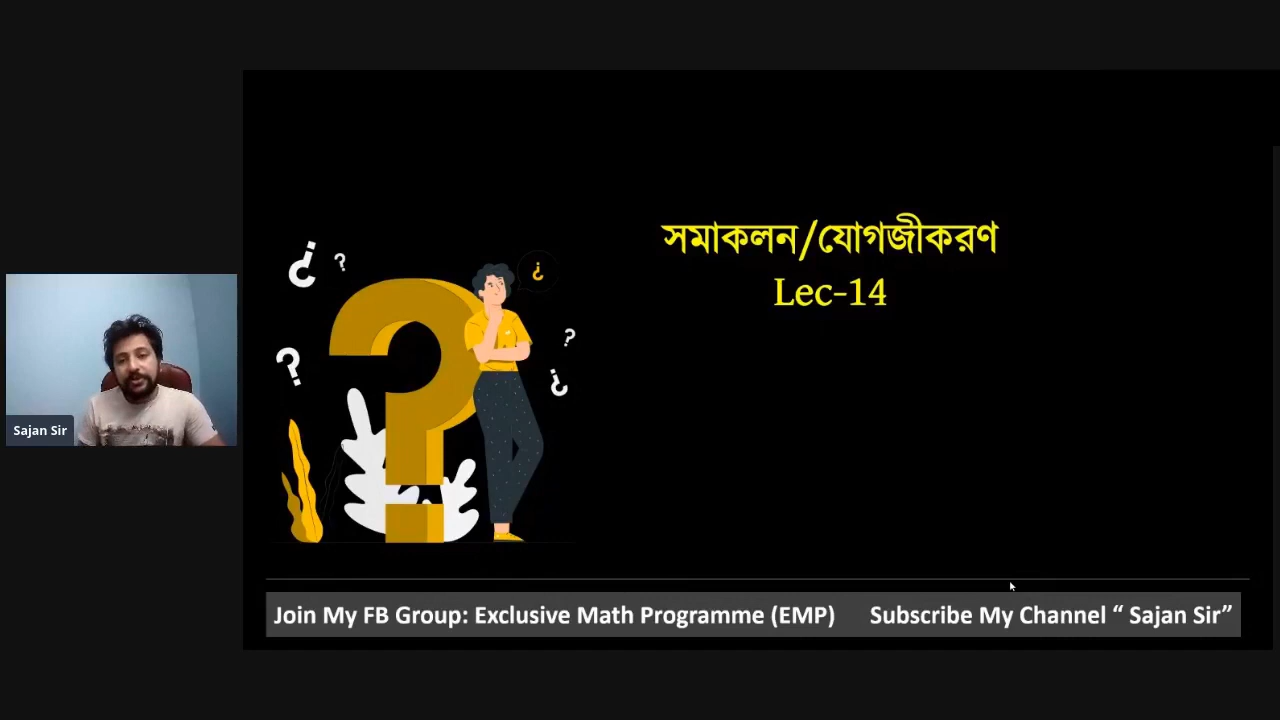 সমাকলন/যোগজীকরণ
Lec-14
Sajan Sir
Join My FB Group: Exclusive Math Programme (EMP) Subscribe My Channel “ Sajan Sir”